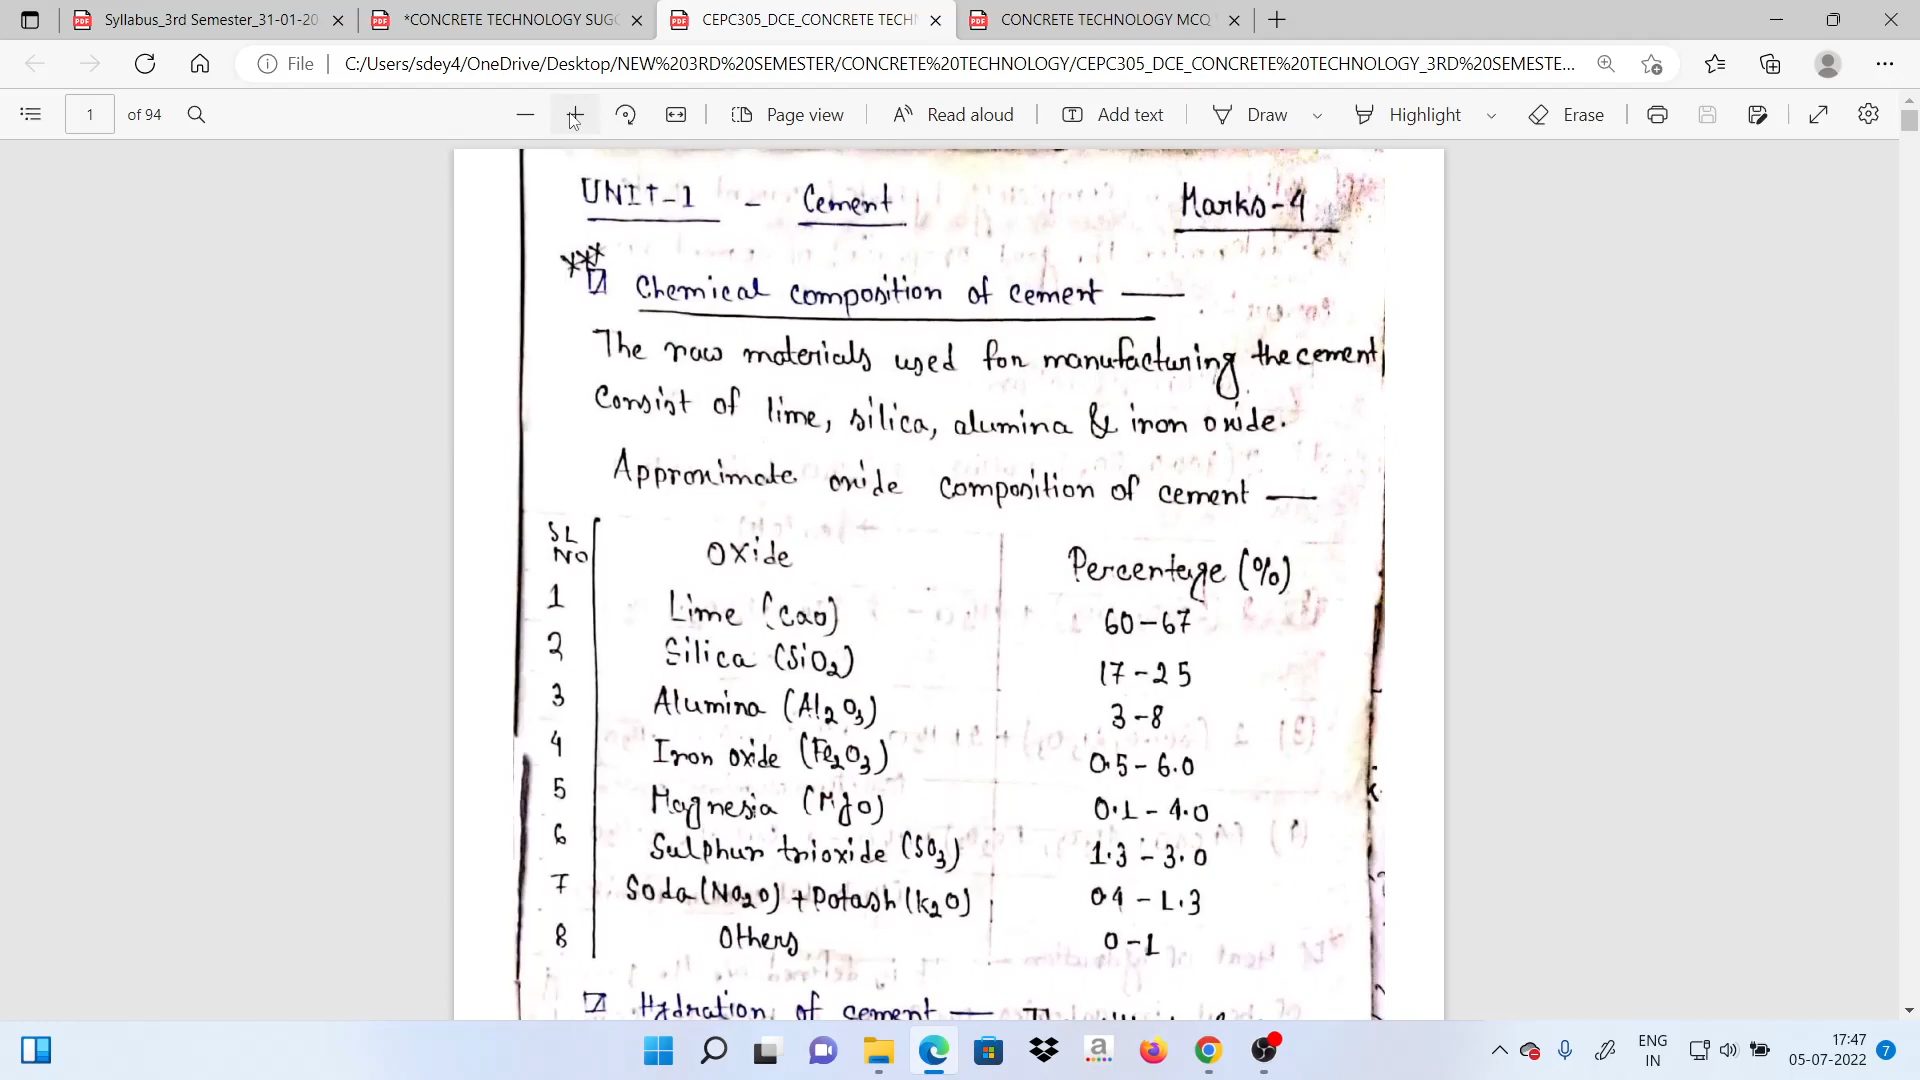 Syllabus_3rd Semester_31-01-20
*CONCRETE TECHNOLOGY SUGG
CEPC305_DCE_CONCRETE TECHN
CONCRETE TECHNOLOGY MCQ
File
C:/Users/sdey4/OneDrive/Desktop/NEW%203RD%20SEMESTER/CONCRETE%20TECHNOLOGY/CEPC305_DCE_CONCRETE%20TECHNOLOGY_3RD%20SEMESTE...
1 of 94
Page view
Read aloud
Add text
Draw
Highlight
Erase
UNIT-1 - Cement Marks-4
Chemical composition of cement —
The raw materials used for manufacturing the cement
Consist of lime, silica, alumina & iron oxide.
Approximate oxide composition of cement —
SL NO Oxide Percentage (%)
1 Lime (CaO) 60-67
2 Silica (SiO2) 17-25
3 Alumina (Al2O3) 3-8
4 Iron oxide (Fe2O3) 0.5-6.0
5 Magnesia (MgO) 0.1-4.0
6 Sulphur trioxide (SO3) 1.3-3.0
7 Soda (Na2O) + Potash (K2O) 0.4-1.3
8 Others 0-1
Hydration of cement —
ENG
IN
17:47
05-07-2022
7